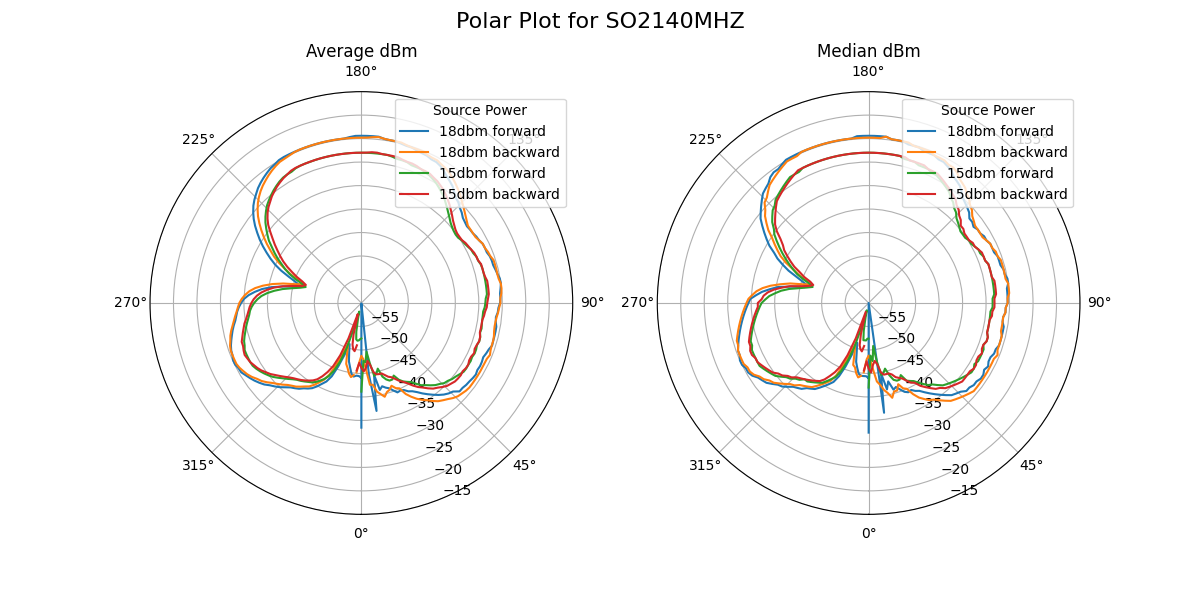 Polar Plot for SO2140MHZ
Average dBm
180°
225°
135°
270°
90°
315°
45°
0°
−55
−50
−45
−40
−35
−30
−25
−20
−15
Source Power
18dbm forward
18dbm backward
15dbm forward
15dbm backward
Median dBm
180°
225°
135°
270°
90°
315°
45°
0°
−55
−50
−45
−40
−35
−30
−25
−20
−15
Source Power
18dbm forward
18dbm backward
15dbm forward
15dbm backward